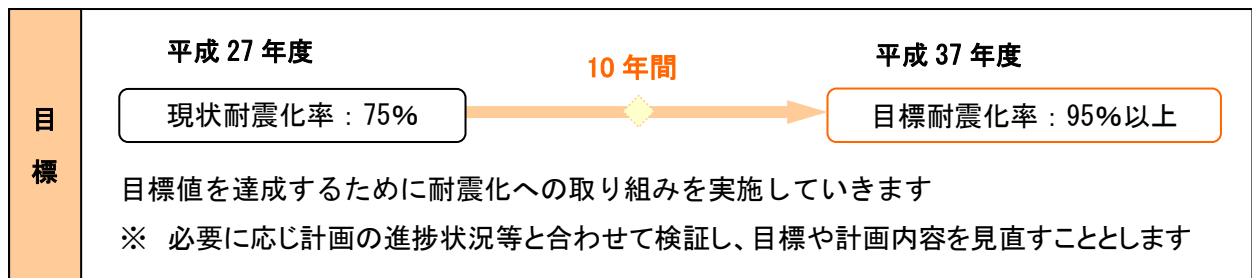 目標
平成 27 年度
10 年間
平成 37 年度
現状耐震化率：75%
目標耐震化率：95%以上
目標値を達成するために耐震化への取り組みを実施していきます
※　必要に応じ計画の進捗状況等と合わせて検証し、目標や計画内容を見直すこととします